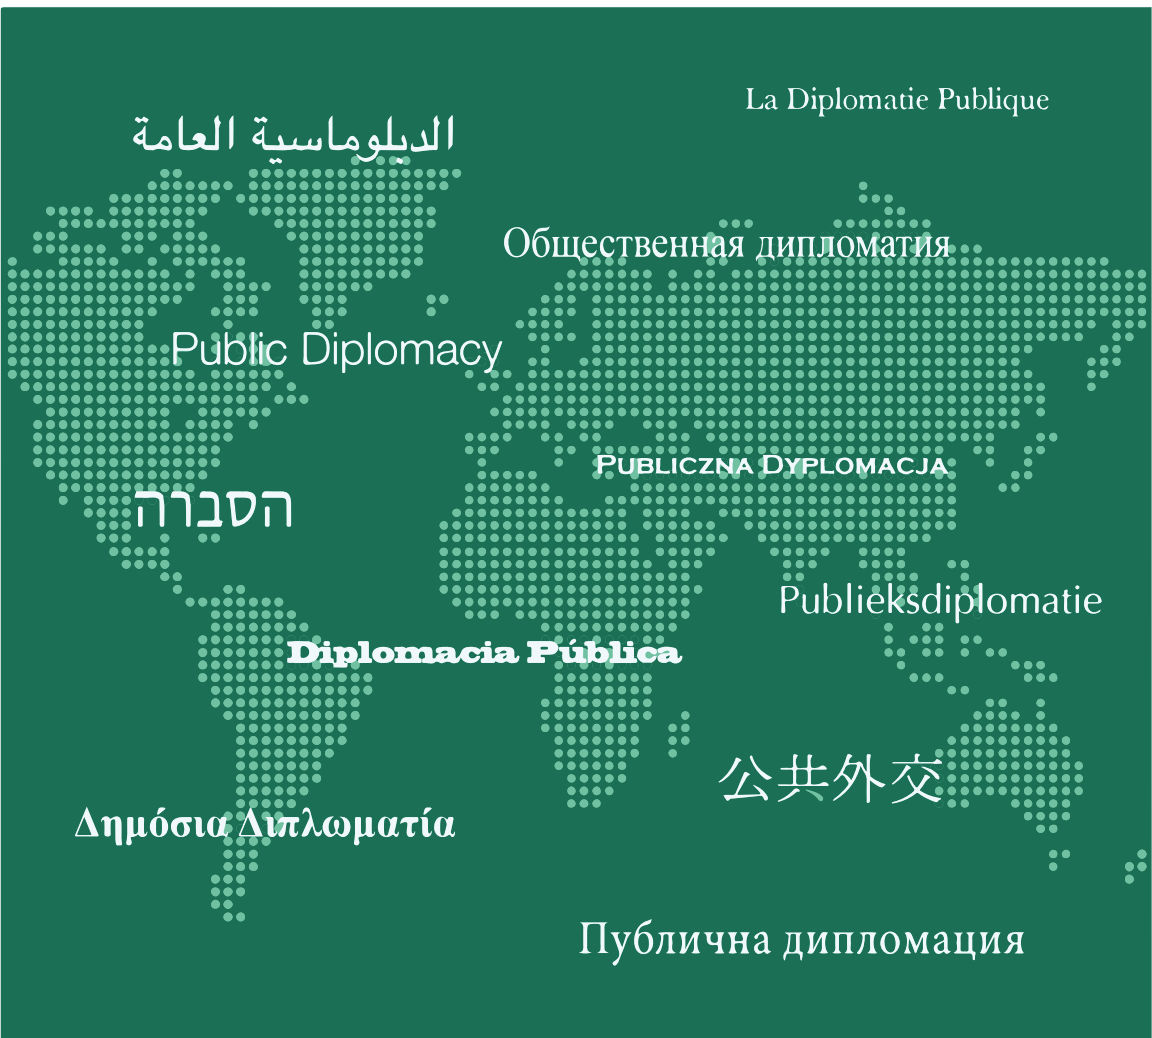 La Diplomatie Publique
الدبلوماسية العامة
Общественная дипломатия
Public Diplomacy
Publiczna Dyplomacja
הסברה
Publieksdiplomatie
Diplomacia Pública
公共外交
Δημόσια Διπλωματία
Публична дипломация